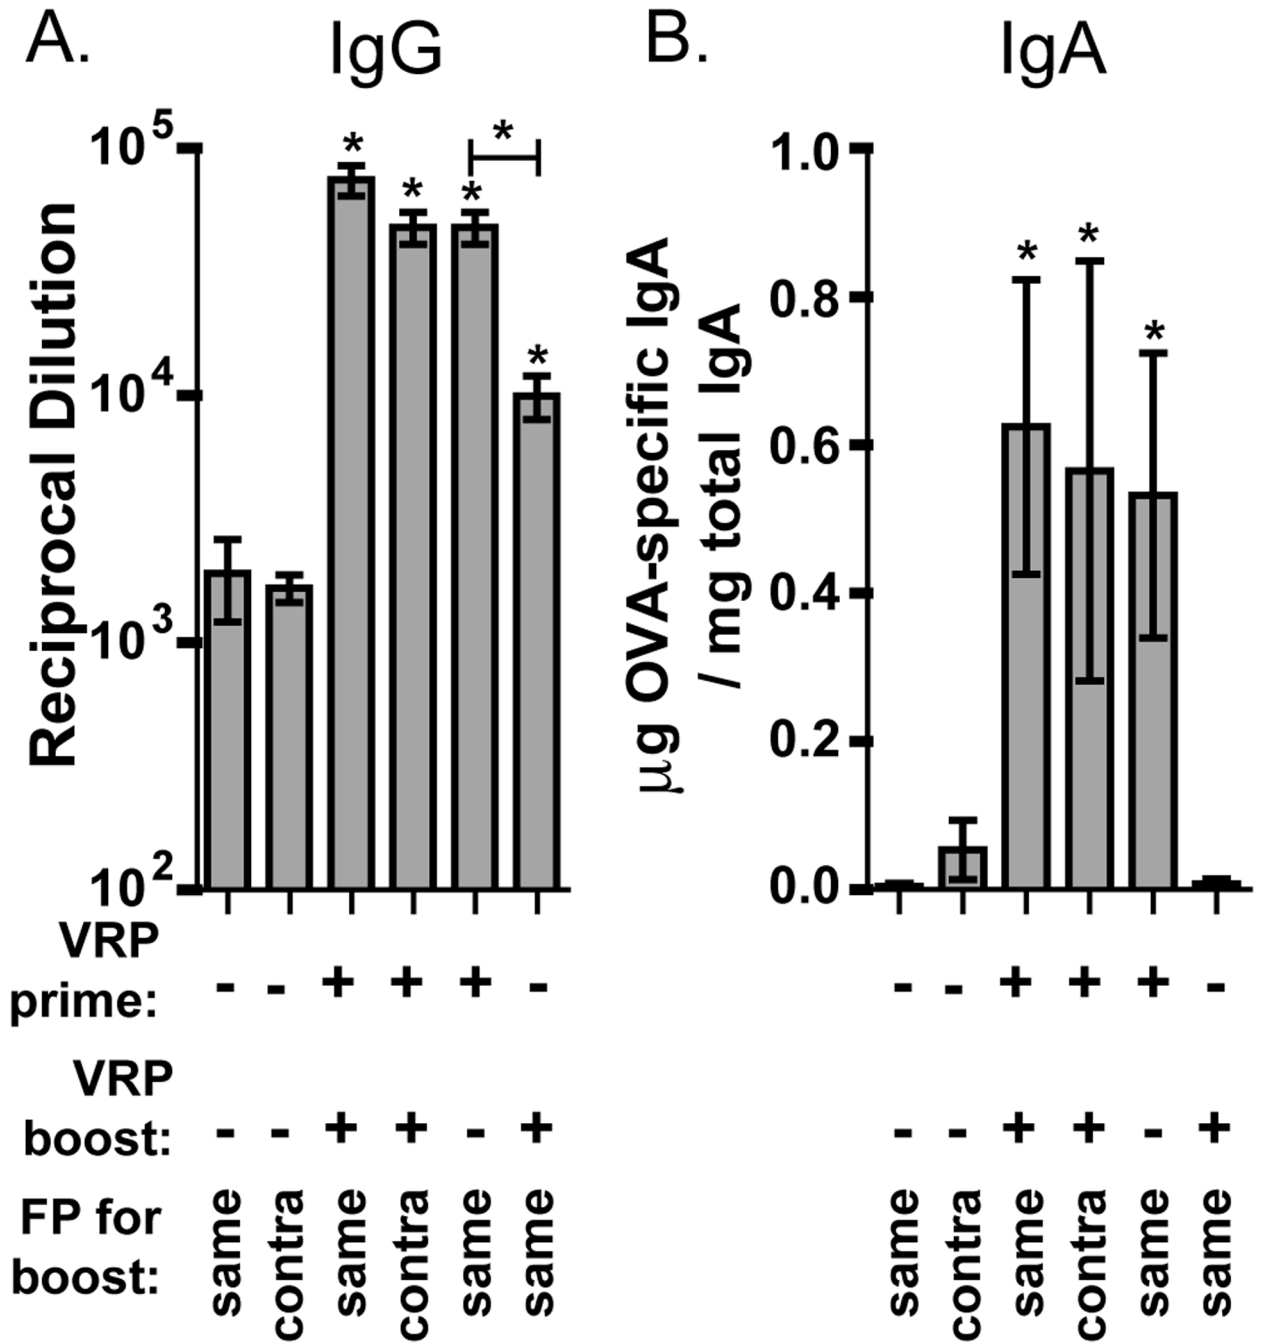 A. IgG B. IgA
10^5
10^4
10^3
10^2
Reciprocal Dilution
* * * * *
1.0
0.8
0.6
0.4
0.2
0.0
µg OVA-specific IgA
/ mg total IgA
* * *
VRP
prime: - - + + + - - - + + + -
VRP
boost: - - + + - + - - + + - +
FP for
boost: same contra same contra same same same contra same contra same same